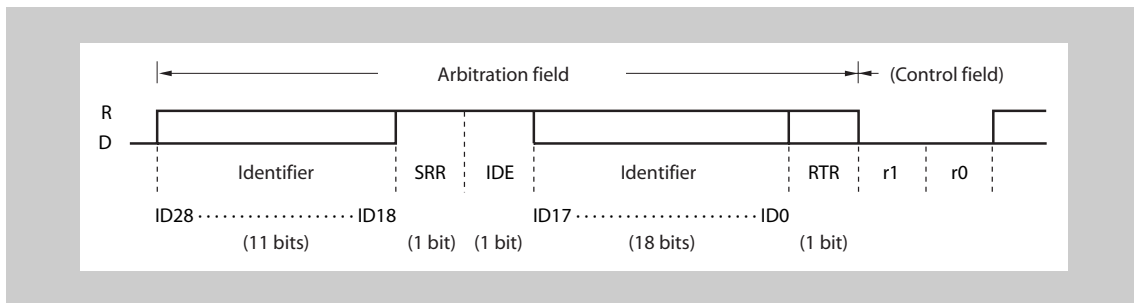 Arbitration field (Control field)
R
D
Identifier SRR IDE Identifier RTR r1 r0
ID28 · · · · · · · · · · · · · · · · · · · · ID18 ID17 · · · · · · · · · · · · · · · · · · · · · · · ID0
(11 bits) (1 bit) (1 bit) (18 bits) (1 bit)